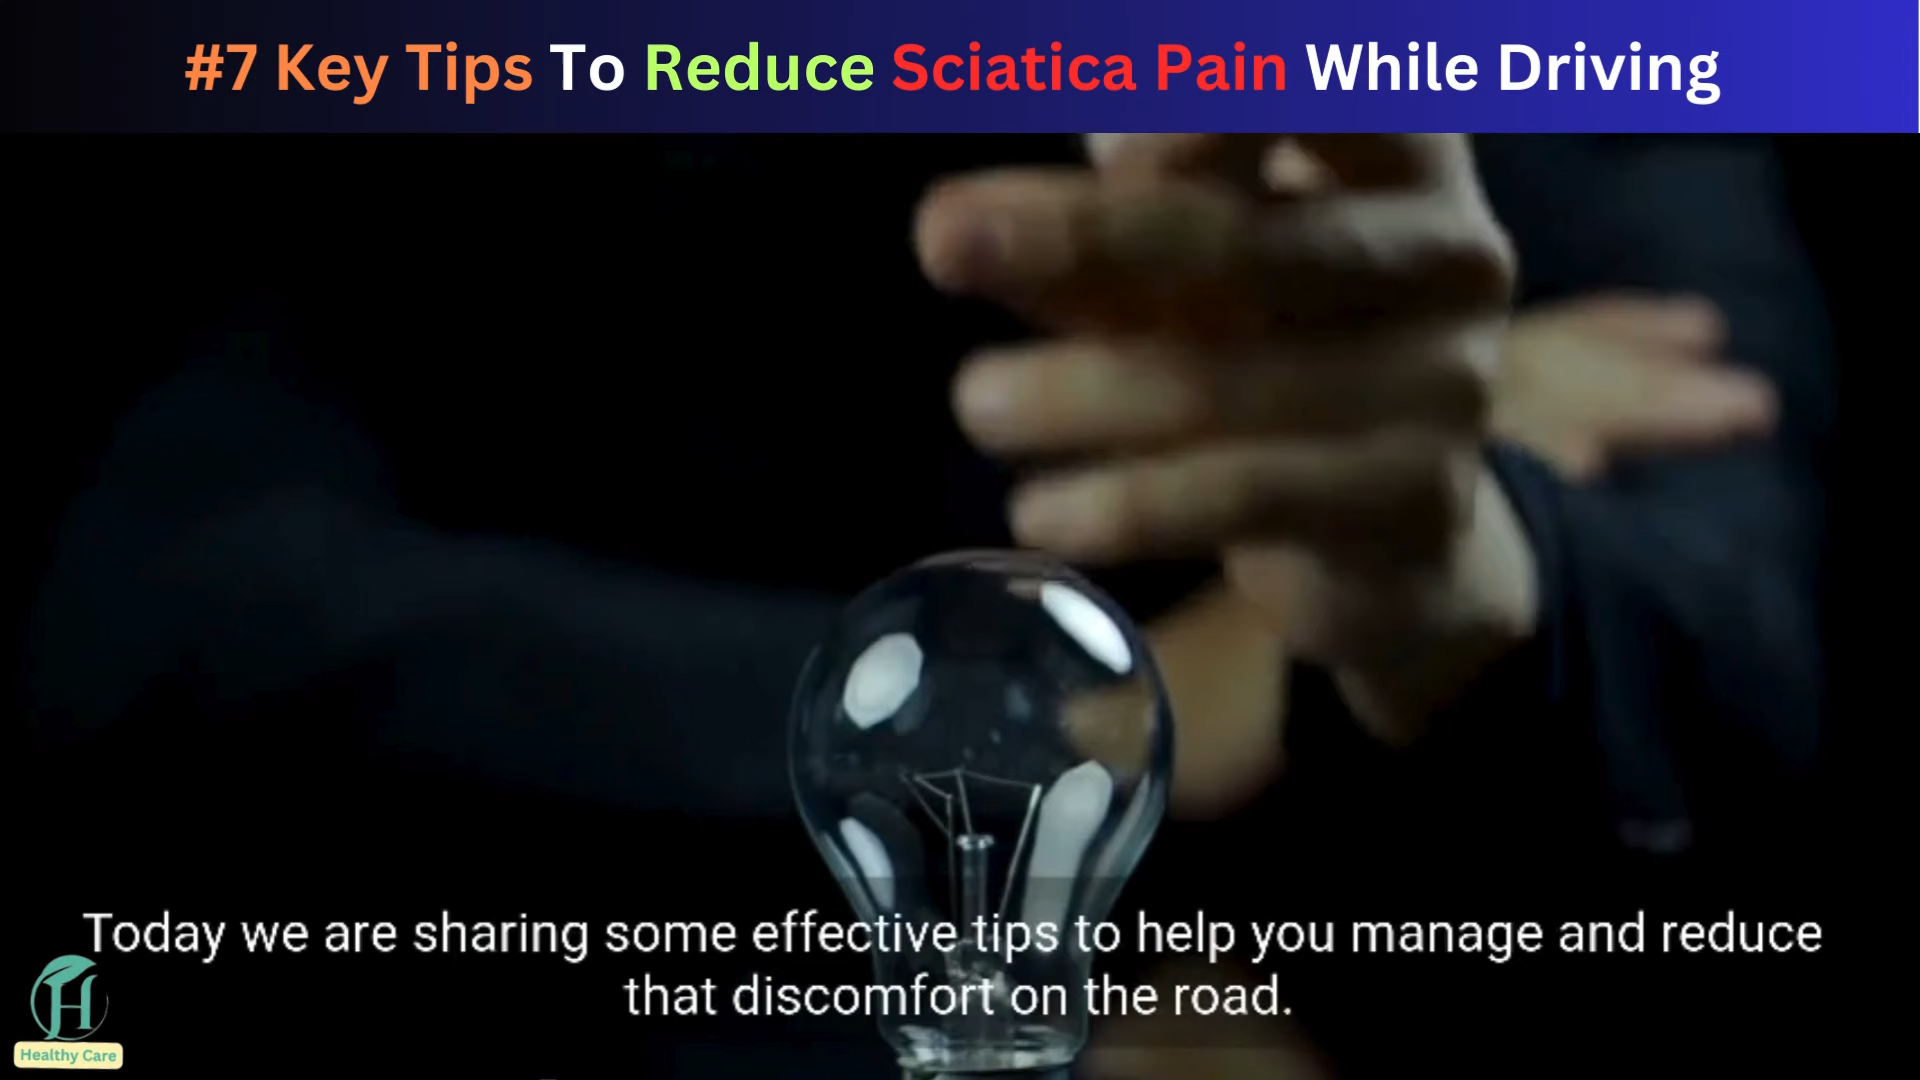 #7 Key Tips To Reduce Sciatica Pain While Driving
Today we are sharing some effective tips to help you manage and reduce
that discomfort on the road.
H
Healthy Care